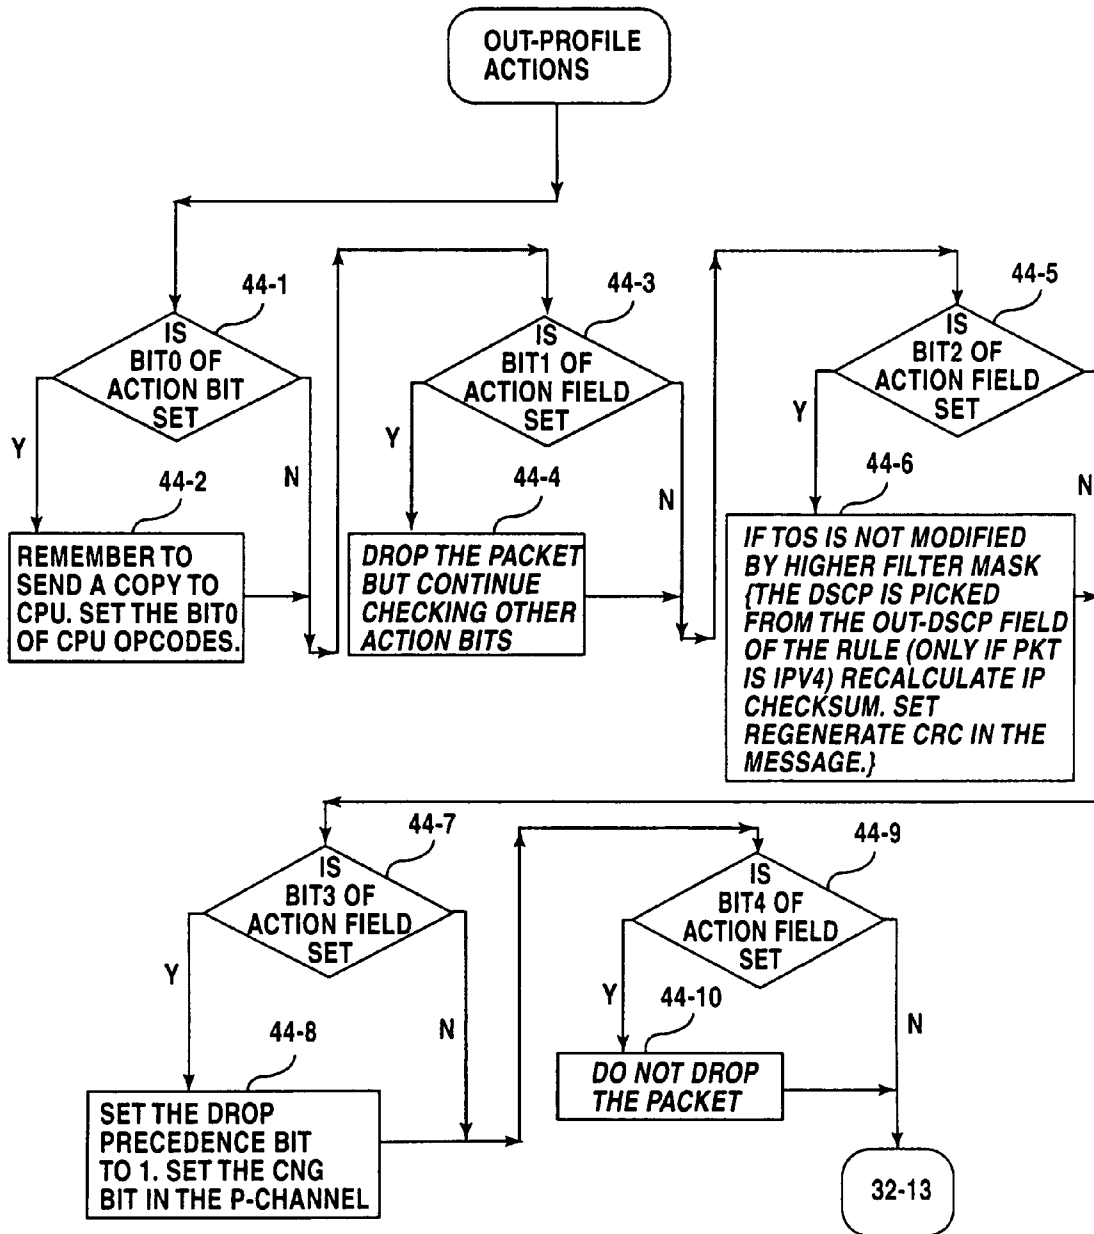 OUT-PROFILE
ACTIONS
44-1
IS
BIT0 OF
ACTION BIT
SET
Y
N
44-2
REMEMBER TO
SEND A COPY TO
CPU. SET THE BIT0
OF CPU OPCODES.
44-3
IS
BIT1 OF
ACTION FIELD
SET
Y
N
44-4
DROP THE PACKET
BUT CONTINUE
CHECKING OTHER
ACTION BITS
44-5
IS
BIT2 OF
ACTION FIELD
SET
Y
N
44-6
IF TOS IS NOT MODIFIED
BY HIGHER FILTER MASK
{THE DSCP IS PICKED
FROM THE OUT-DSCP FIELD
OF THE RULE (ONLY IF PKT
IS IPV4) RECALCULATE IP
CHECKSUM. SET
REGENERATE CRC IN THE
MESSAGE.}
44-7
IS
BIT3 OF
ACTION FIELD
SET
Y
N
44-8
SET THE DROP
PRECEDENCE BIT
TO 1. SET THE CNG
BIT IN THE P-CHANNEL
44-9
IS
BIT4 OF
ACTION FIELD
SET
Y
N
44-10
DO NOT DROP
THE PACKET
32-13